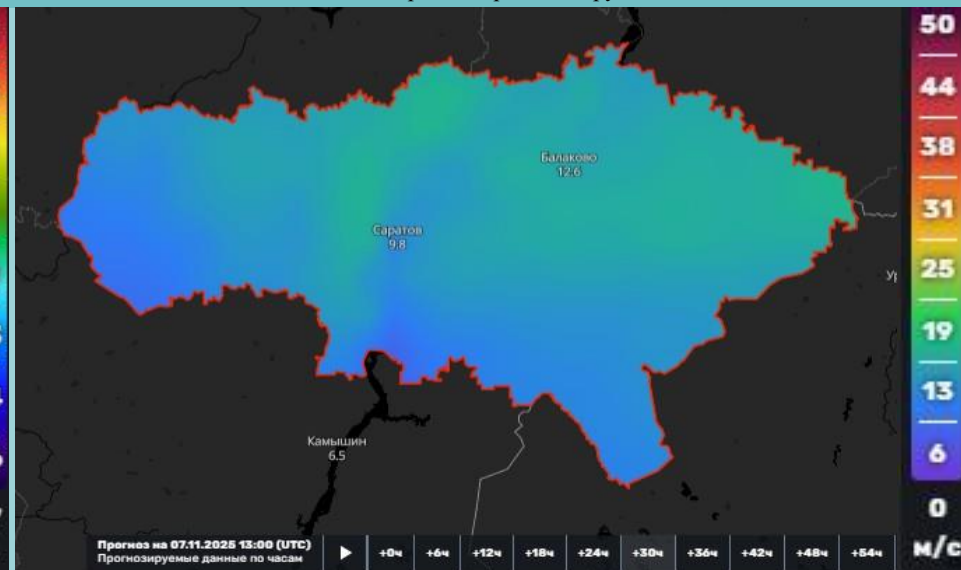 50
44
38
31
25
19
13
6
0
м/с
Балаково
12.6
Саратов
9.8
Камышин
6.5
Прогноз на 07.11.2025 13:00 (UTC)
Прогнозируемые данные по часам
+0ч +6ч +12ч +18ч +24ч +30ч +36ч +42ч +48ч +54ч